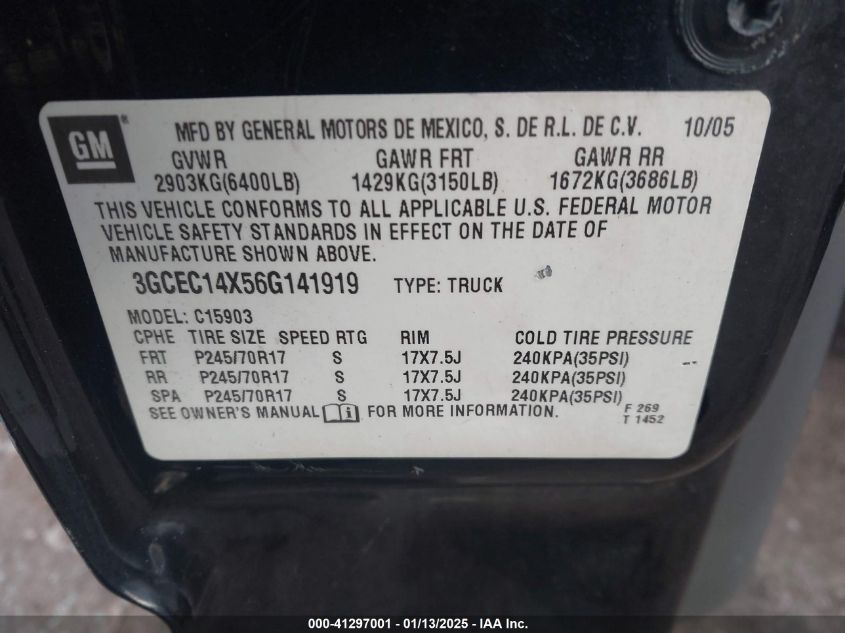 GM ®
MFD BY GENERAL MOTORS DE MEXICO, S. DE R.L. DE C.V. 10/05
GVWR GAWR FRT GAWR RR
2903KG(6400LB) 1429KG(3150LB) 1672KG(3686LB)
THIS VEHICLE CONFORMS TO ALL APPLICABLE U.S. FEDERAL MOTOR
VEHICLE SAFETY STANDARDS IN EFFECT ON THE DATE OF
MANUFACTURE SHOWN ABOVE.
3GCEC14X56G141919 TYPE: TRUCK
MODEL: C15903
CPHE TIRE SIZE SPEED RTG RIM COLD TIRE PRESSURE
FRT P245/70R17 S 17X7.5J 240KPA(35PSI)
RR P245/70R17 S 17X7.5J 240KPA(35PSI)
SPA P245/70R17 S 17X7.5J 240KPA(35PSI)
SEE OWNER'S MANUAL FOR MORE INFORMATION.
F 269
T 1452
000-41297001 - 01/13/2025 - IAA Inc.